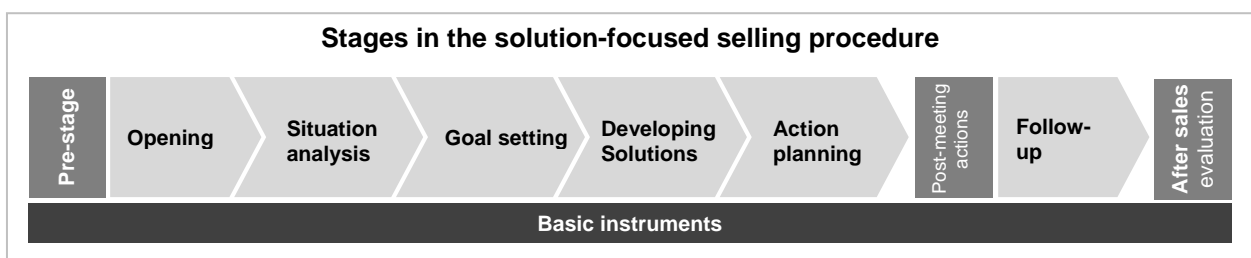 Stages in the solution-focused selling procedure
Pre-stage
Opening
Situation
analysis
Goal setting
Developing
Solutions
Action
planning
Post-meeting
actions
Follow-
up
After sales
evaluation
Basic instruments